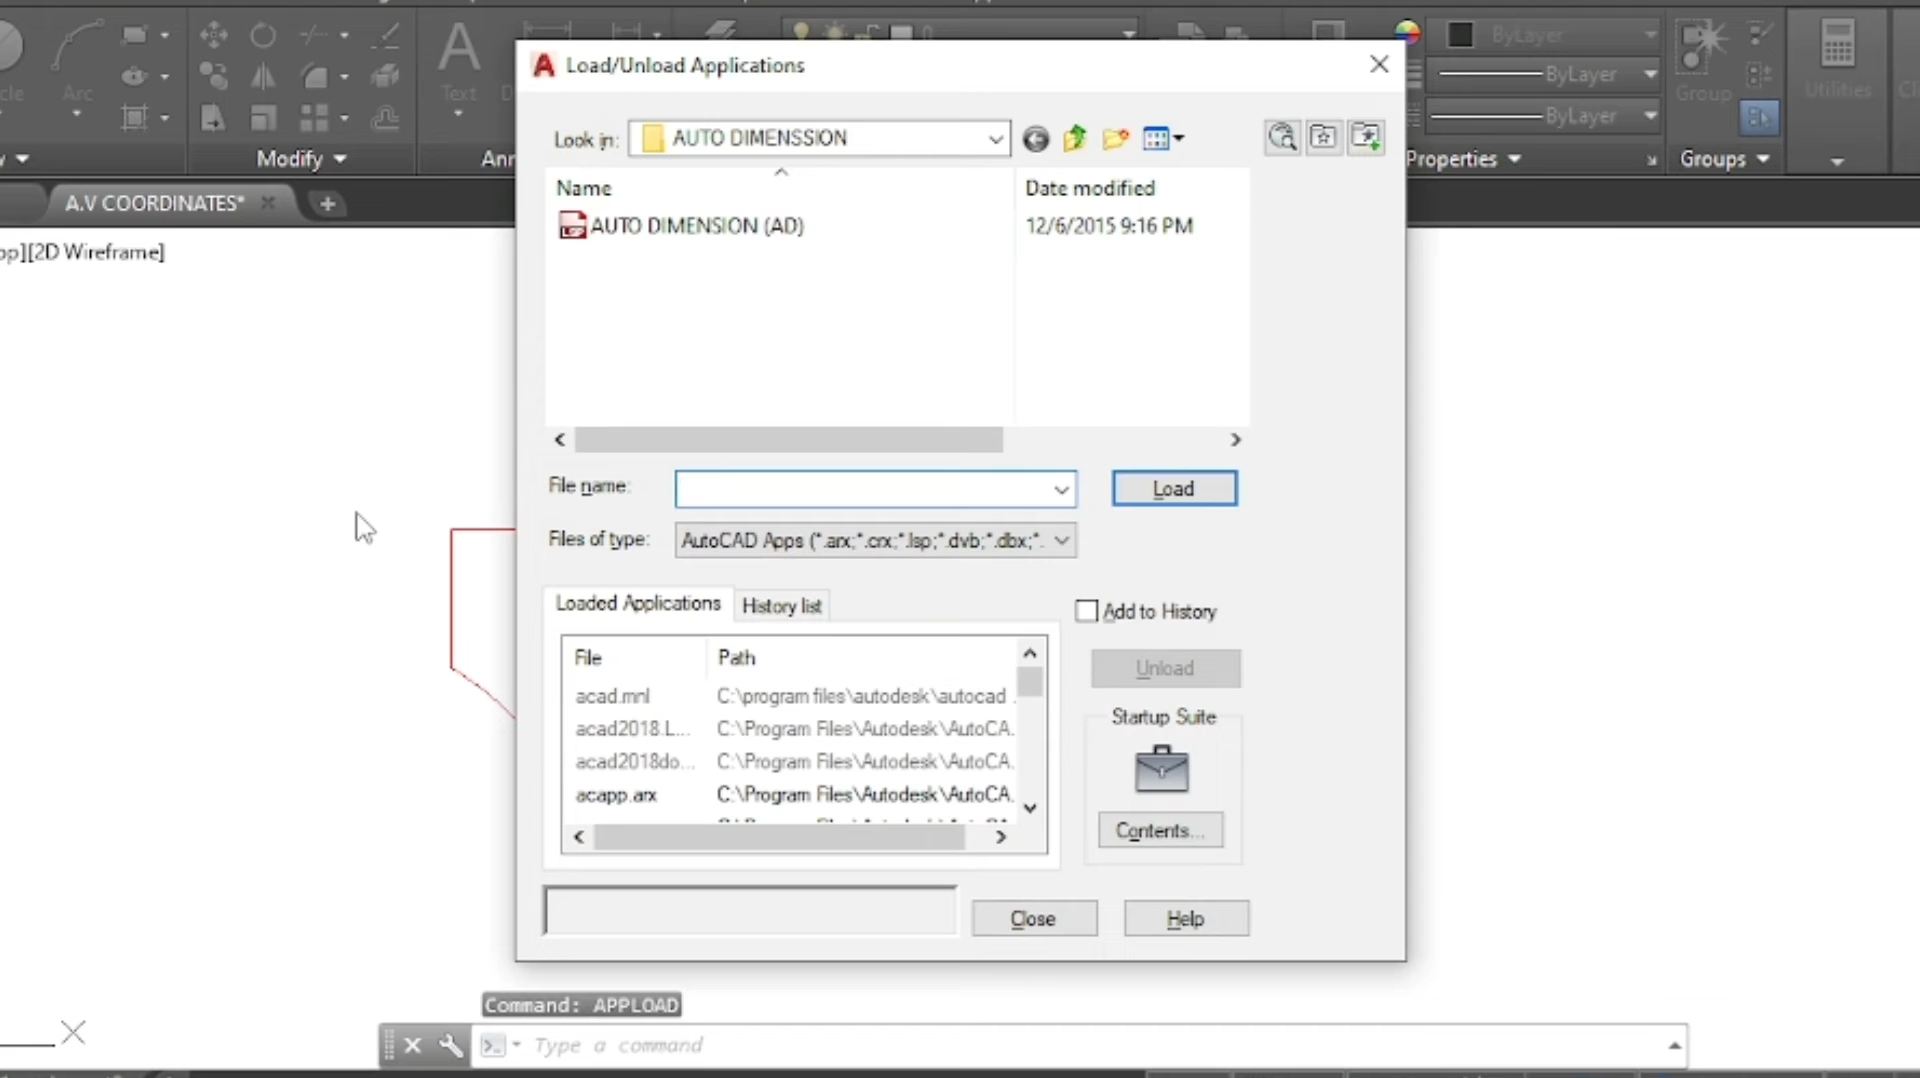 ByLayer
Arc
Text
ByLayer
Group
Utilities
ByLayer
Modify
Properties
Groups
A.V COORDINATES*
[2D Wireframe]
Load/Unload Applications
Look in:
AUTO DIMENSSION
Name
Date modified
AUTO DIMENSION (AD)
12/6/2015 9:16 PM
File name:
Load
Files of type:
AutoCAD Apps (*.arx;*.crx;*.lsp;*.dvb;*.dbx;*.
Loaded Applications
History list
Add to History
File
Path
Unload
acad.mnl
C:\program files\autodesk\autocad
acad2018.L...
C:\Program Files\Autodesk\AutoCA.
acad2018do...
C:\Program Files\Autodesk\AutoCA.
acapp.arx
C:\Program Files\Autodesk\AutoCA.
Startup Suite
Contents...
Close
Help
Command: APPLOAD
Type a command